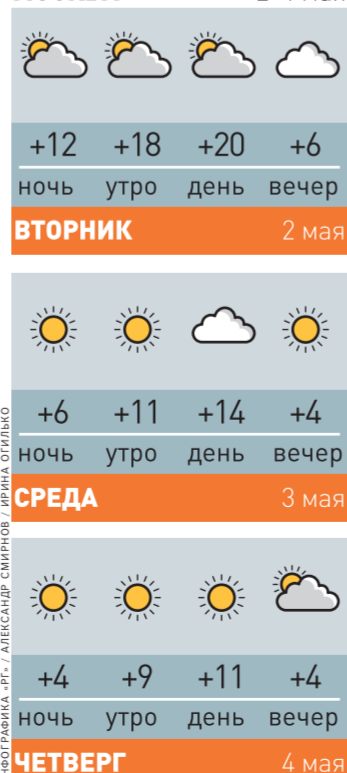 +12 +18 +20 +6
ночь утро день вечер
ВТОРНИК 2 мая
+6 +11 +14 +4
ночь утро день вечер
СРЕДА 3 мая
+4 +9 +11 +4
ночь утро день вечер
ЧЕТВЕРГ 4 мая
НФОГРАФИКА «РГ» / АЛЕКСАНДР СМИРНОВ / ИРИНА ОГИЛЬКО